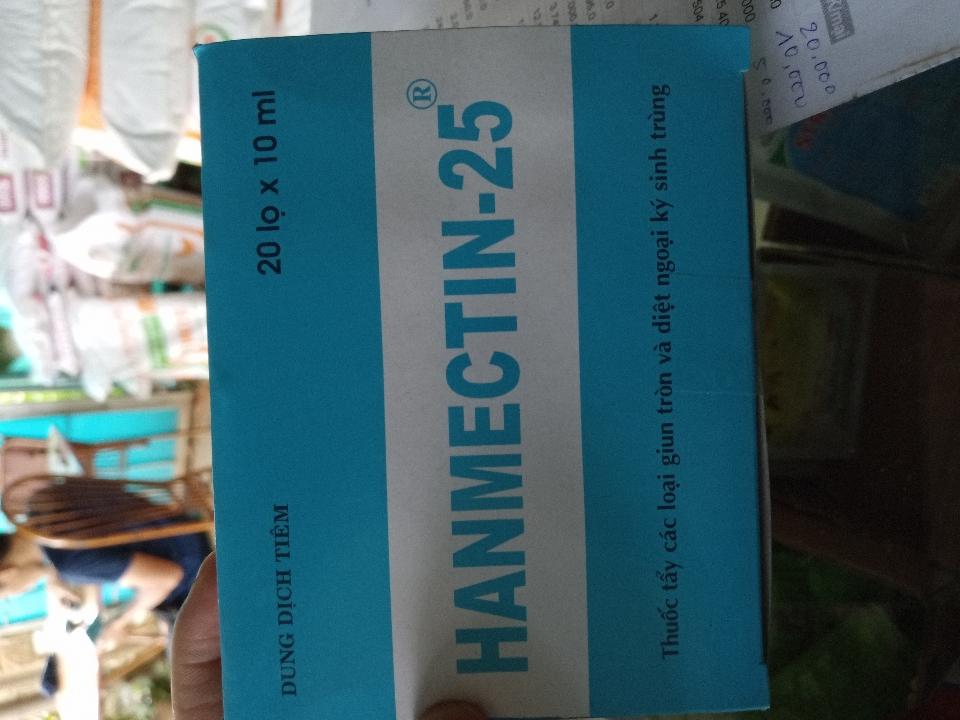 DUNG DỊCH TIÊM 20 lọ x 10 ml
HANMECTIN-25®
Thuốc tẩy các loại giun tròn và diệt ngoại ký sinh trùng